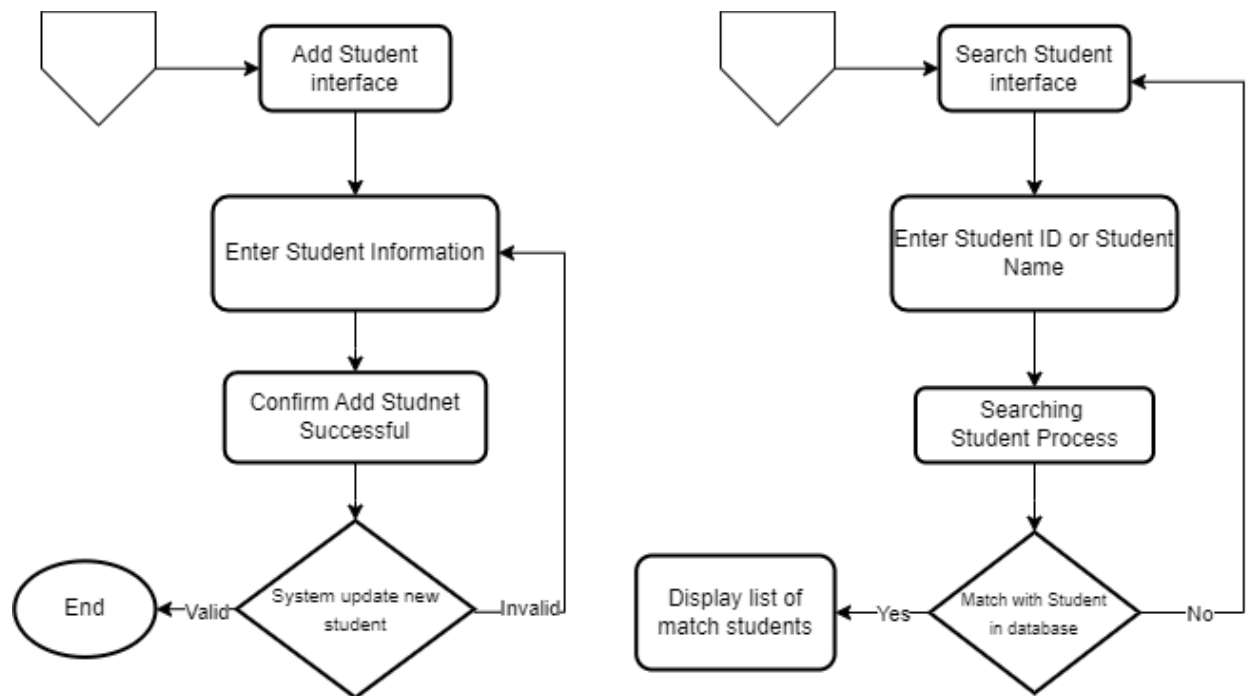 Add Student
interface
Enter Student Information
Confirm Add Studnet
Successful
System update new
student
Valid
Invalid
End
Search Student
interface
Enter Student ID or Student
Name
Searching
Student Process
Match with Student
in database
Yes
No
Display list of
match students